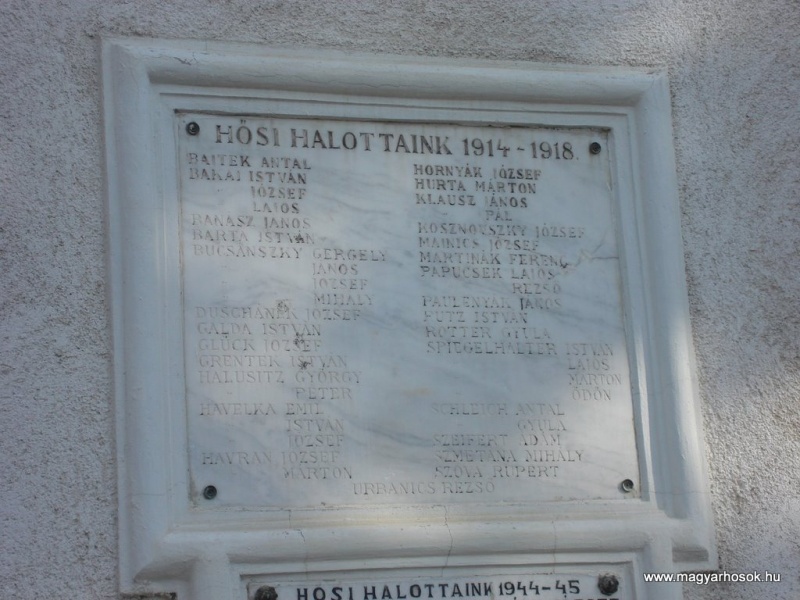 HŐSI HALOTTAINK 1914-1918.
BAITEK ANTAL
BAKAI ISTVÁN
JÓZSEF
LAJOS
BANASZ JÁNOS
BARTA ISTVÁN
BUCSÁNSZKY GERGELY
JÁNOS
JÓZSEF
MIHÁLY
DUSCHANEK JÓZSEF
GALDA ISTVÁN
GLÜCK JÓZSEF
GRENTEK ISTVÁN
HALUSITZ GYÖRGY
PÉTER
HAVELKA EMIL
ISTVÁN
JÓZSEF
HAVRAN JÓZSEF
MÁRTON
HORNYÁK JÓZSEF
HURTA MÁRTON
KLAUSZ JÁNOS
PÁL
KOSZNOVSZKY JÓZSEF
MAINICS JÓZSEF
MARTINÁK FERENC
PAPUCSEK LAJOS
REZSŐ
PAULENYÁK JÁNOS
PUTZ ISTVÁN
ROTTER GYULA
SPIEGELHALTER ISTVÁN
LAJOS
MÁRTON
ÖDÖN
SCHLEICH ANTAL
GYULA
SZEIFERT ÁDÁM
SZMETANA MIHÁLY
SZOVA RUPERT
URBANICS REZSŐ
HŐSI HALOTTAINK 1944-45
www.magyarhosok.hu